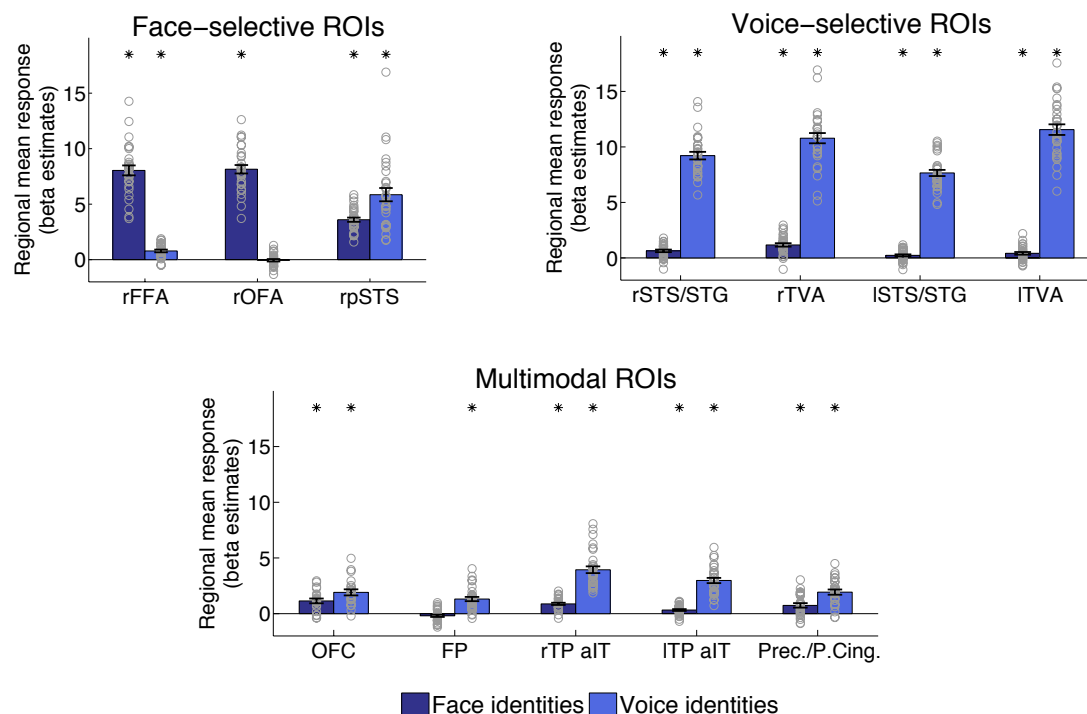 Face-selective ROIs
* * * * *
Regional mean response
(beta estimates)
15
10
5
0
rFFA rOFA rpSTS
Voice-selective ROIs
* * * * * * * *
Regional mean response
(beta estimates)
15
10
5
0
rSTS/STG rTVA lSTS/STG lTVA
Multimodal ROIs
* * * * * * * * *
Regional mean response
(beta estimates)
15
10
5
0
OFC FP rTP aIT lTP aIT Prec./P.Cing.
Face identities Voice identities